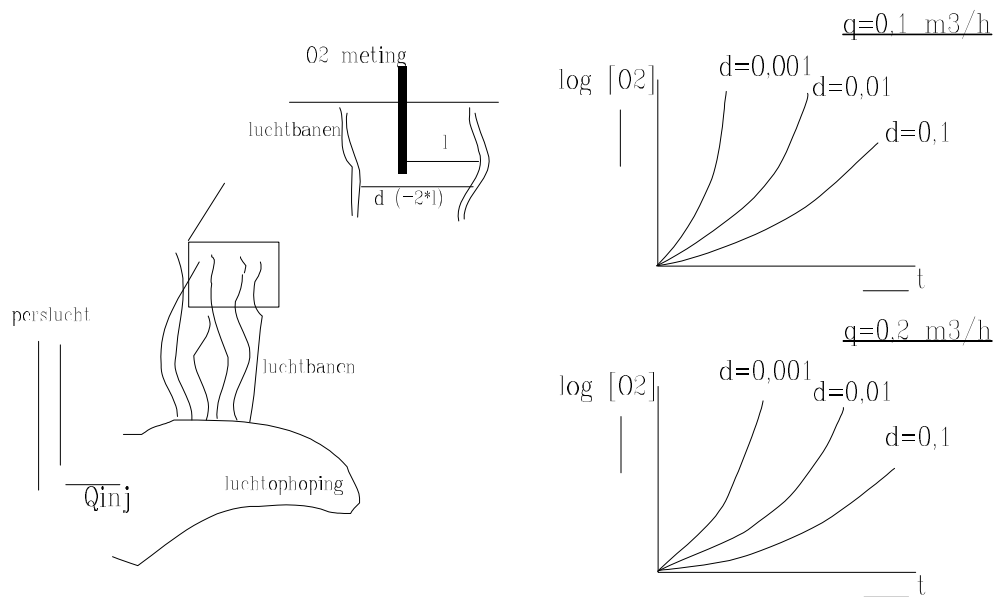 O2 meting
luchtbanen
l
d (-2*l)
perslucht
luchtbanen
luchtophoping
Qinj
q=0,1 m3/h
log [O2]
d=0,001
d=0,01
d=0,1
t
q=0,2 m3/h
log [O2]
d=0,001
d=0,01
d=0,1
t